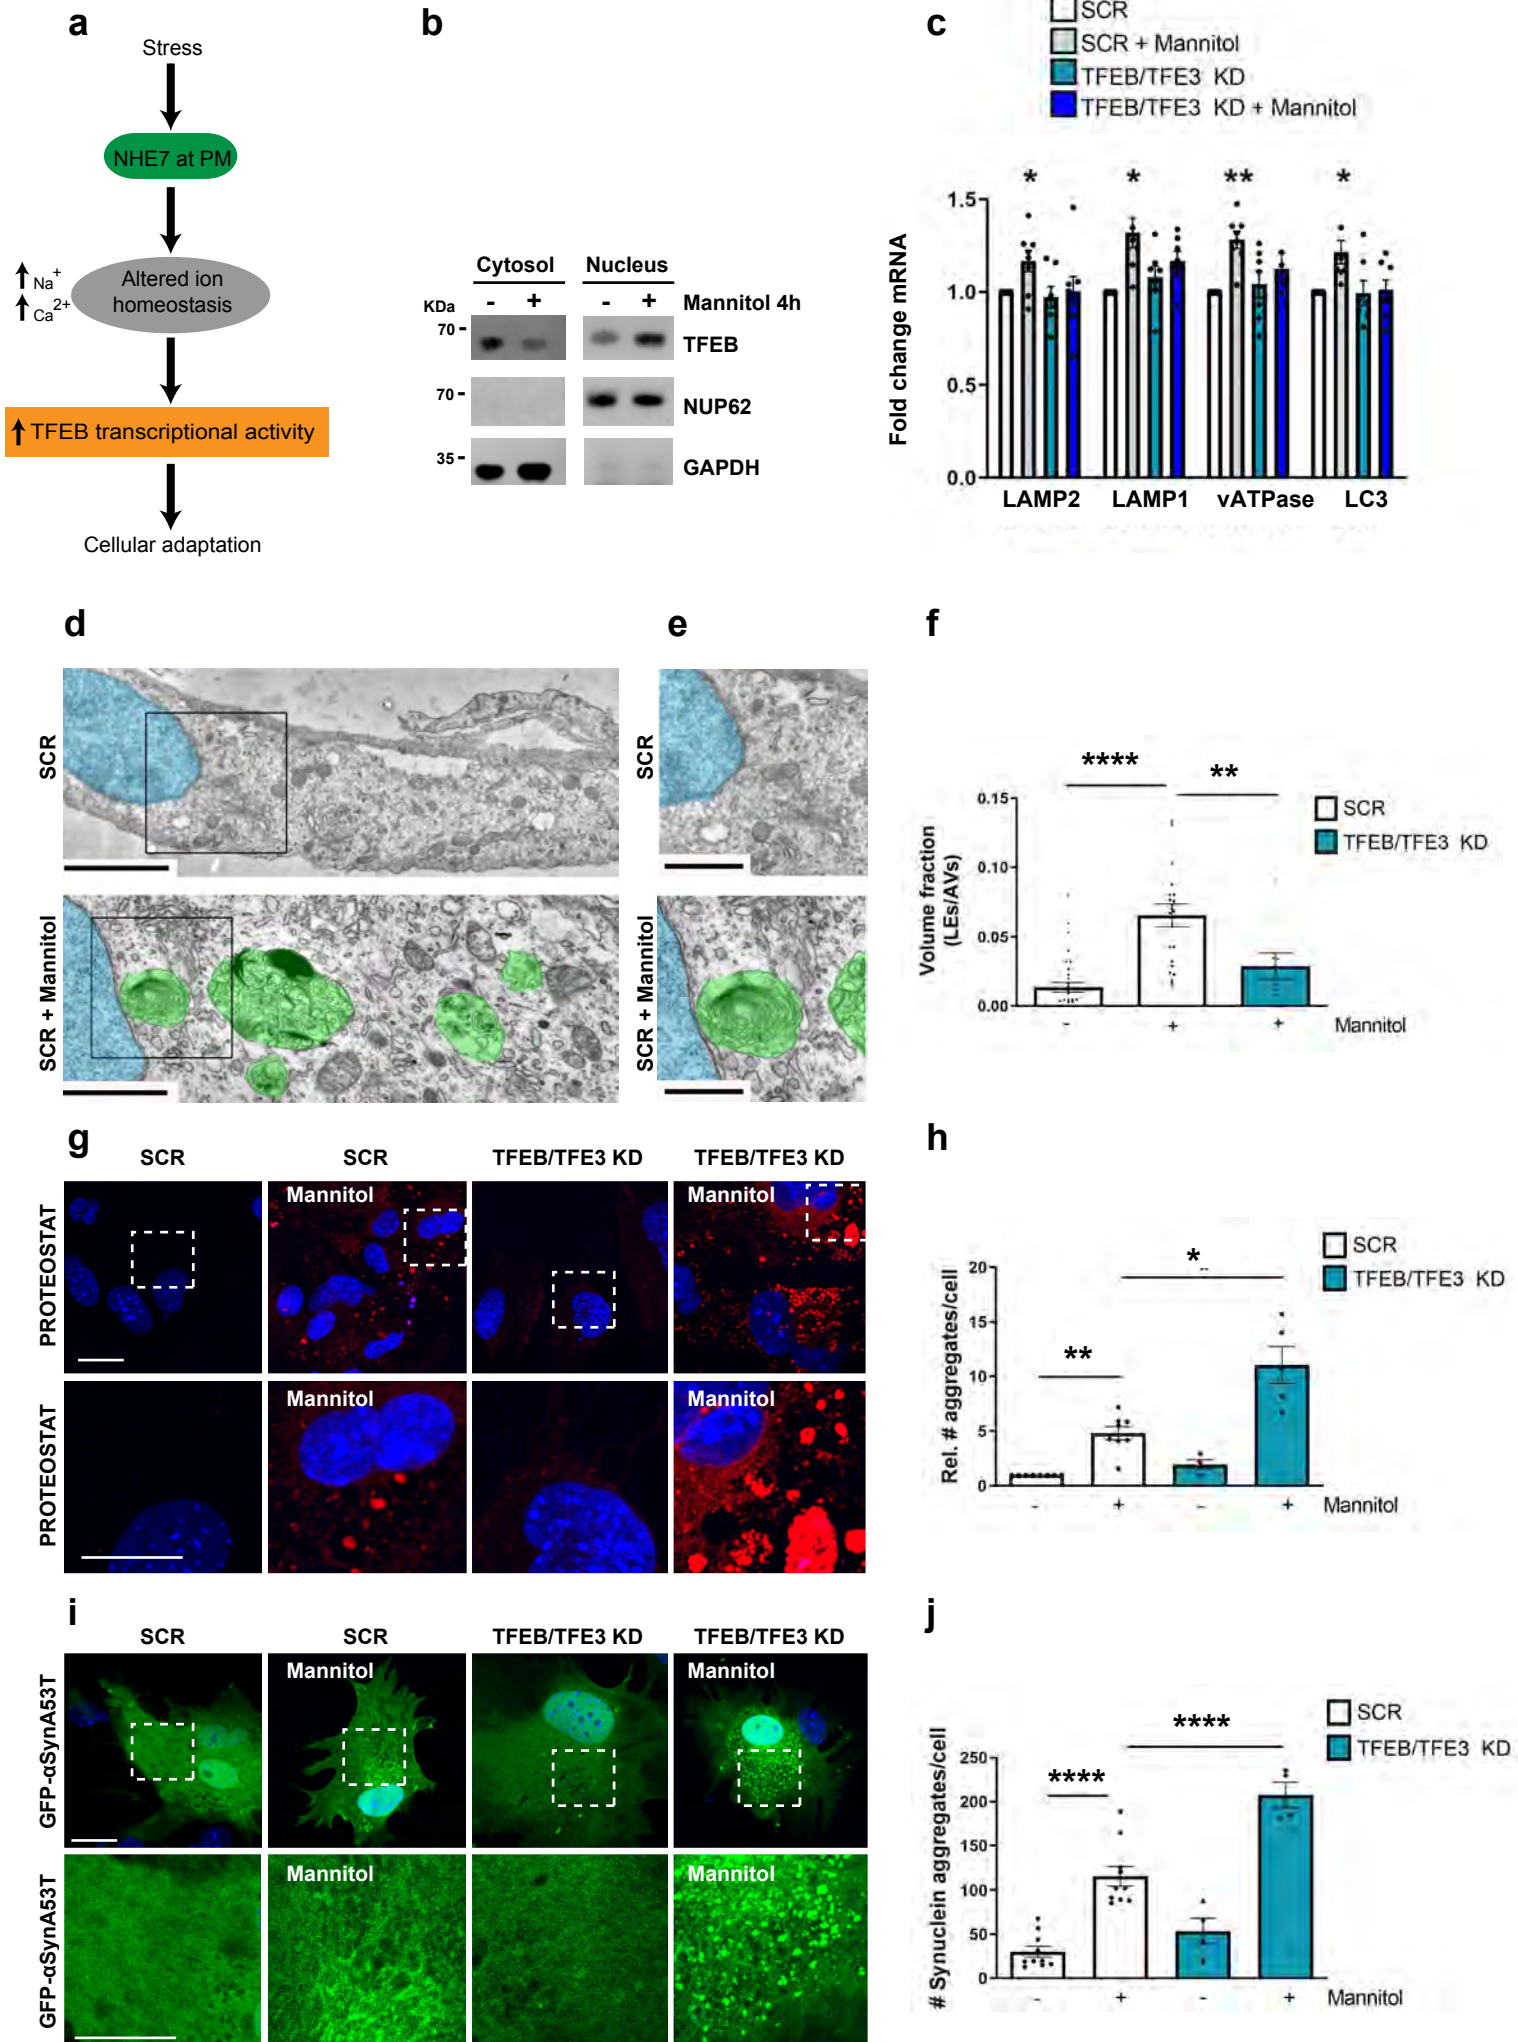 a
Stress
NHE7 at PM
Altered ion
homeostasis
Na+
Ca2+
TFEB transcriptional activity
Cellular adaptation
b
Cytosol Nucleus
KDa - + - + Mannitol 4h
70 TFEB
70 NUP62
35 GAPDH
c
SCR
SCR + Mannitol
TFEB/TFE3 KD
TFEB/TFE3 KD + Mannitol
* * ** *
Fold change mRNA
1.5
1.0
0.5
0.0
LAMP2 LAMP1 vATPase LC3
d
SCR
SCR + Mannitol
e
SCR
SCR + Mannitol
f
**** **
SCR
TFEB/TFE3 KD
Volume fraction
(LEs/AVs)
0.15
0.10
0.05
0.00
- + + Mannitol
g
SCR SCR TFEB/TFE3 KD TFEB/TFE3 KD
PROTEOSTAT
Mannitol Mannitol
PROTEOSTAT
Mannitol Mannitol
h
SCR
TFEB/TFE3 KD
*
**
Rel. # aggregates/cell
20
15
10
5
0
- + - + Mannitol
i
SCR SCR TFEB/TFE3 KD TFEB/TFE3 KD
GFP-αSynA53T
Mannitol Mannitol
GFP-αSynA53T
Mannitol Mannitol
j
SCR
TFEB/TFE3 KD
****
****
# Synuclein aggregates/cell
250
200
150
100
50
0
- + - + Mannitol